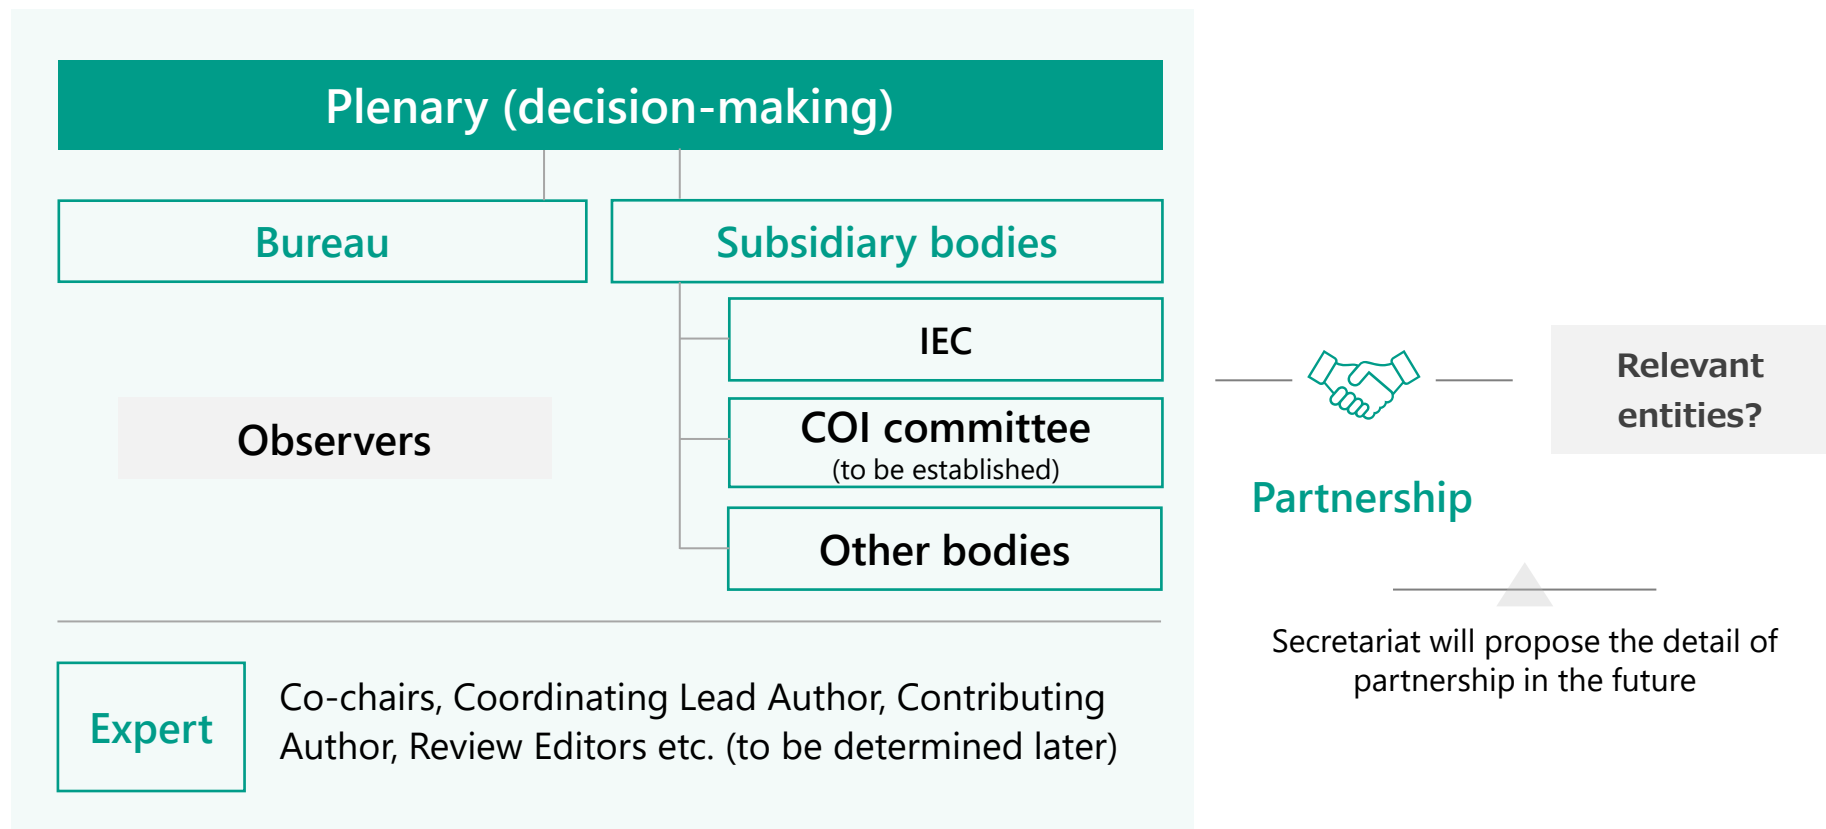 Plenary (decision-making)
Bureau
Subsidiary bodies
IEC
COI committee
(to be established)
Other bodies
Observers
Expert
Co-chairs, Coordinating Lead Author, Contributing
Author, Review Editors etc. (to be determined later)
Partnership
Relevant
entities?
Secretariat will propose the detail of
partnership in the future